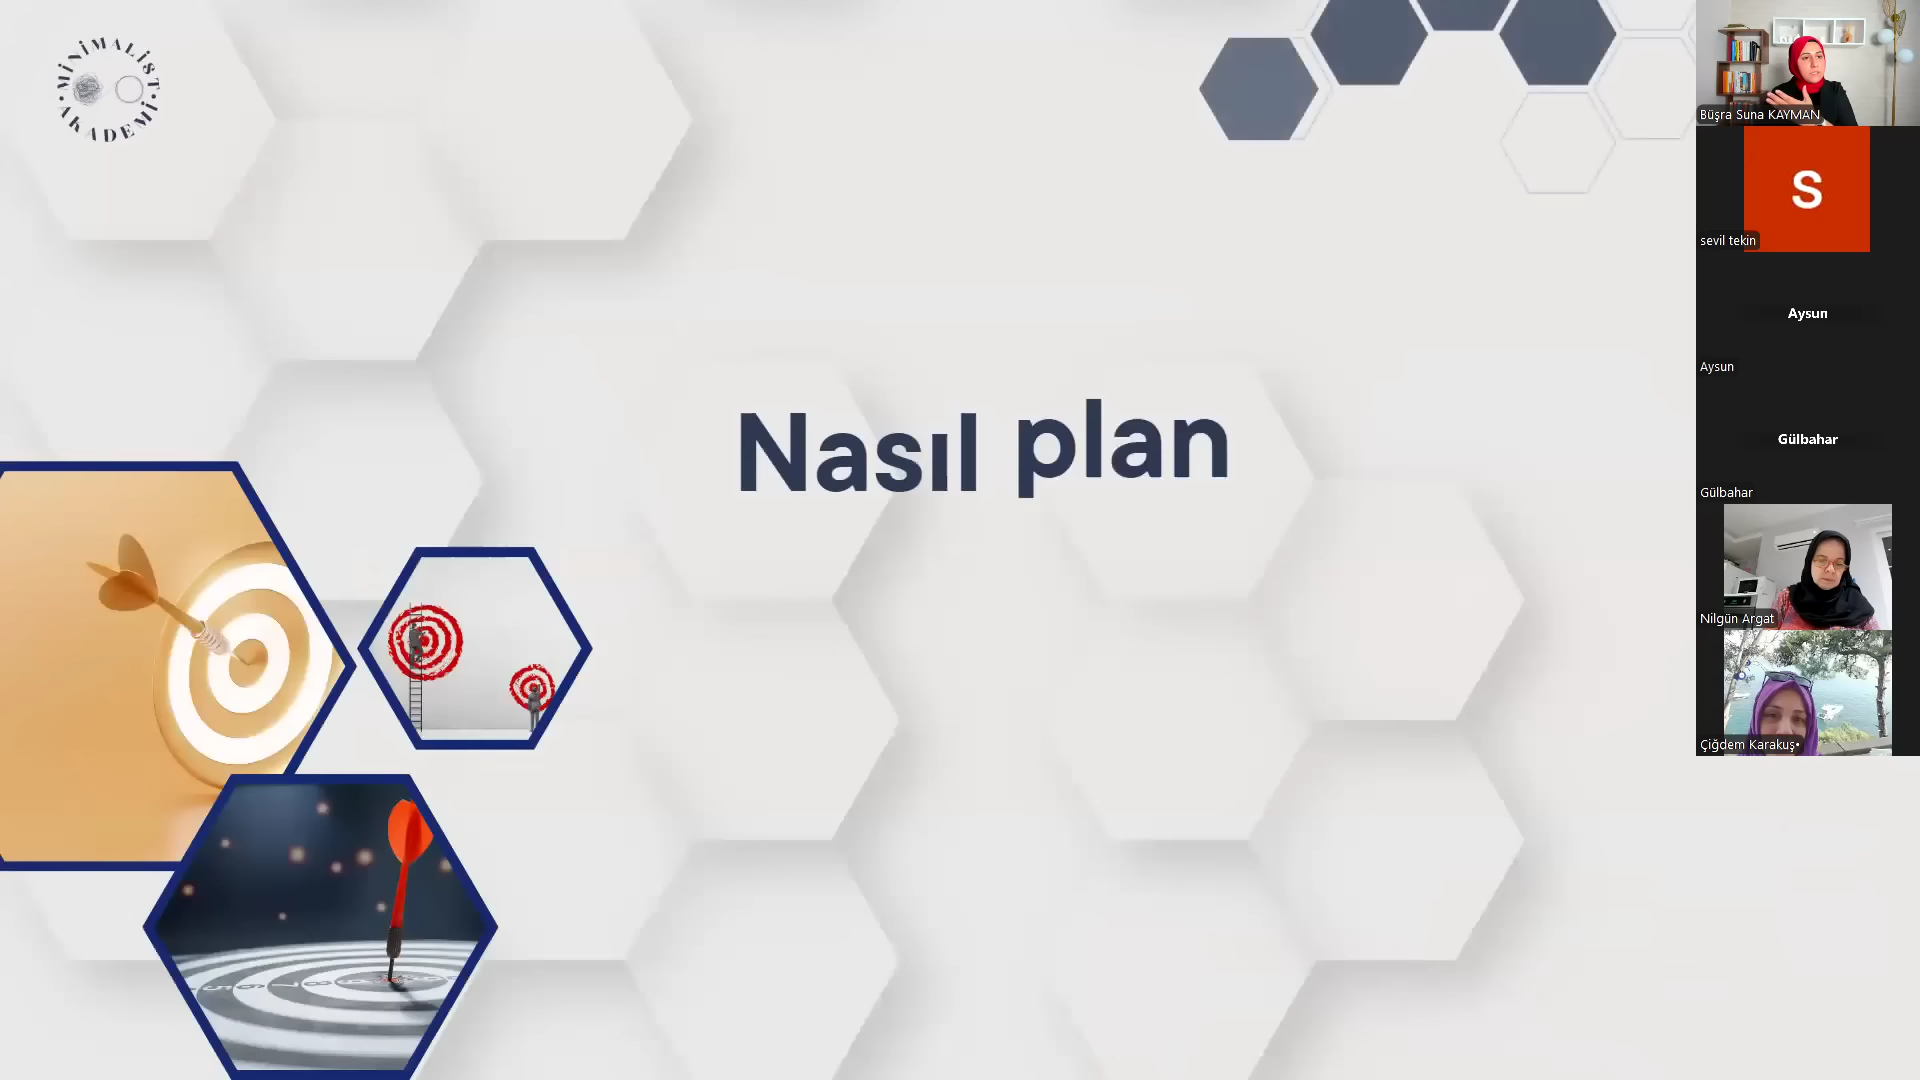 MİNİMALİST
AKADEMİ
Nasıl plan
Büşra Suna KAYMAN
S
sevil tekin
Aysun
Aysun
Gülbahar
Gülbahar
Nilgün Argat
Çiğdem Karakuş•